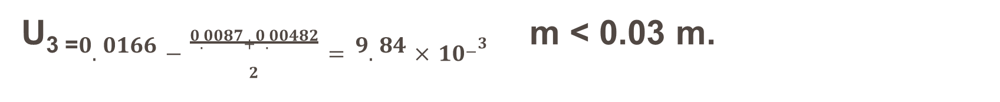 U₃ = 0.0166 − (0.0087 + 0.00482)/2 = 9.84 × 10⁻³ m < 0.03 m.